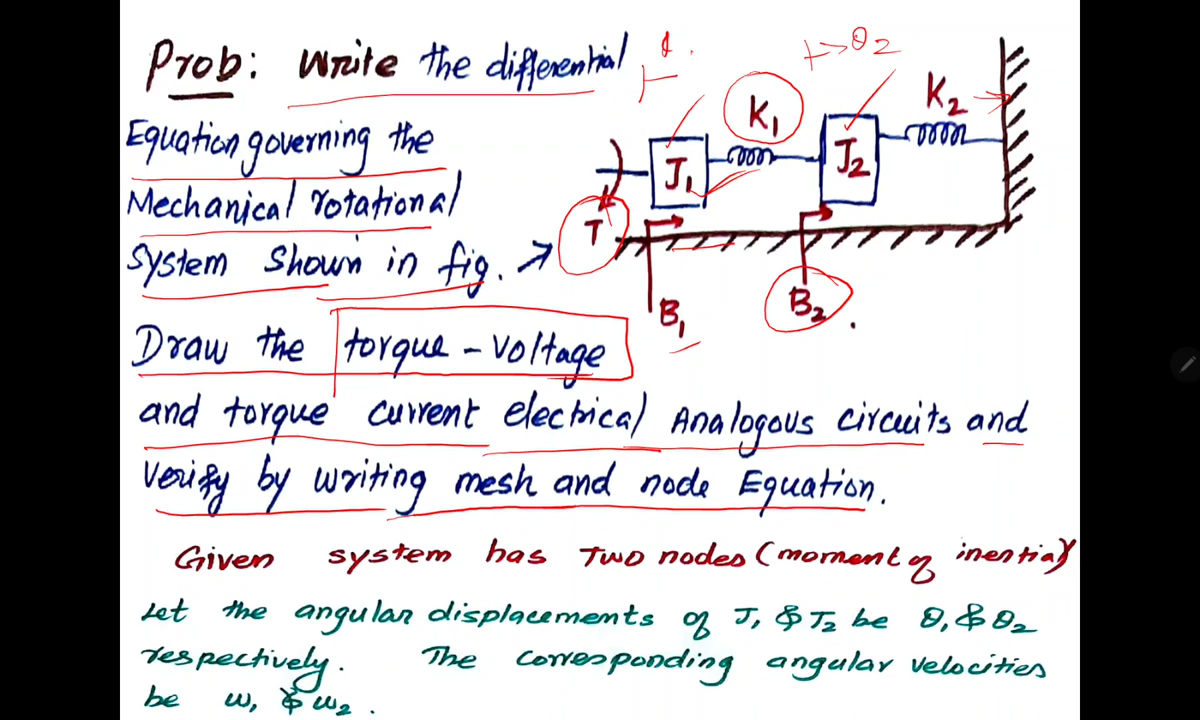 Prob: Write the differential
Equation governing the
Mechanical rotational
System Shown in fig. →
Draw the torque - voltage
and torque current electrical Analogous circuits and
Verify by writing mesh and node Equation.
Given system has Two nodes (moment of inertia)
Let the angular displacements of J₁ & J₂ be θ₁ & θ₂
respectively. The corresponding angular velocities
be ω₁ & ω₂.
θ₂
K₁
K₂
J₁
J₂
T
B₁
B₂